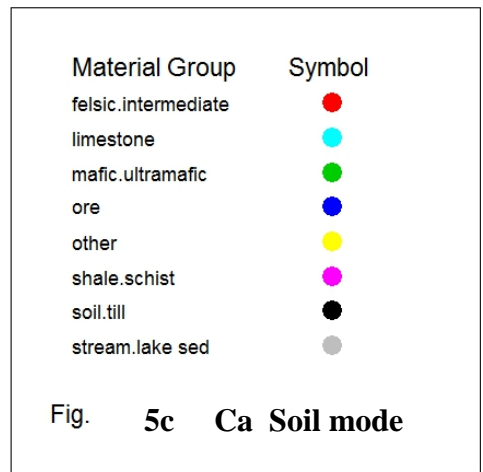 Material Group Symbol
felsic.intermediate
limestone
mafic.ultramafic
ore
other
shale.schist
soil.till
stream.lake sed
Fig. 5c Ca Soil mode